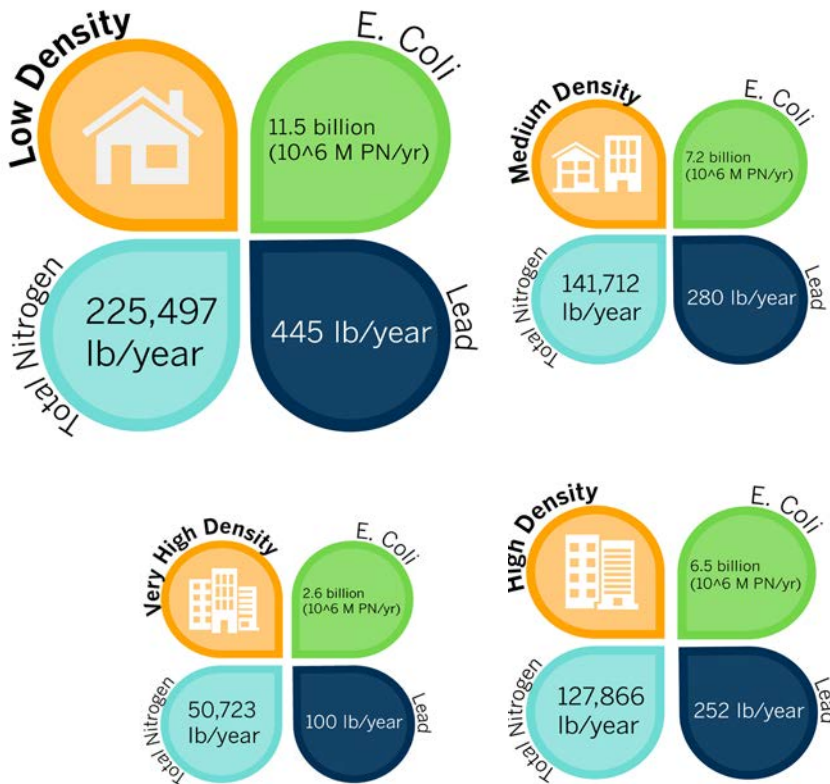 Low Density
E. Coli
11.5 billion
(10^6 M PN/yr)
Total Nitrogen
225,497
lb/year
445 lb/year
Lead
Medium Density
E. Coli
7.2 billion
(10^6 M PN/yr)
Total Nitrogen
141,712
lb/year
280 lb/year
Lead
Very High Density
E. Coli
2.6 billion
(10^6 M PN/yr)
Total Nitrogen
50,723
lb/year
100 lb/year
Lead
High Density
E. Coli
6.5 billion
(10^6 M PN/yr)
Total Nitrogen
127,866
lb/year
252 lb/year
Lead